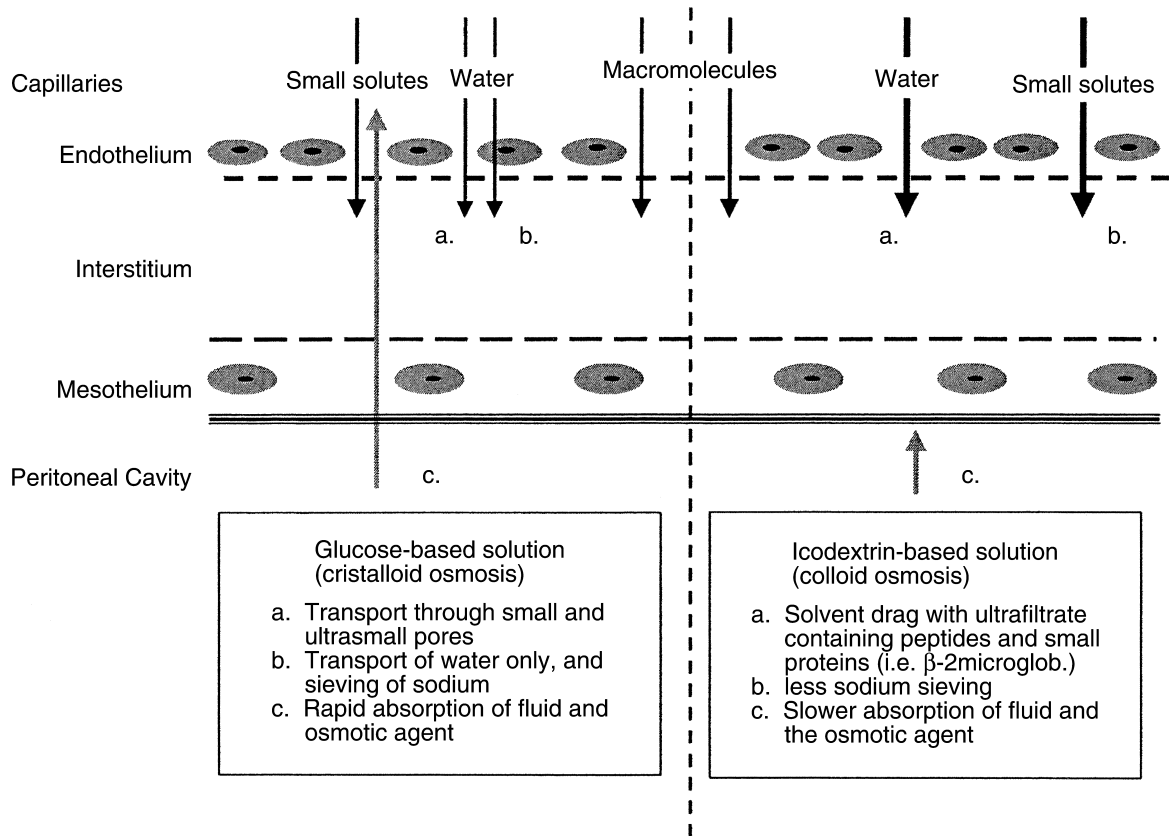 Capillaries
Small solutes
Water
Macromolecules
Water
Small solutes
Endothelium
a.
b.
a.
b.
Interstitium
Mesothelium
Peritoneal Cavity
c.
c.
Glucose-based solution
(cristalloid osmosis)
a. Transport through small and
ultrasmall pores
b. Transport of water only, and
sieving of sodium
c. Rapid absorption of fluid and
osmotic agent
Icodextrin-based solution
(colloid osmosis)
a. Solvent drag with ultrafiltrate
containing peptides and small
proteins (i.e. β-2microglob.)
b. less sodium sieving
c. Slower absorption of fluid and
the osmotic agent